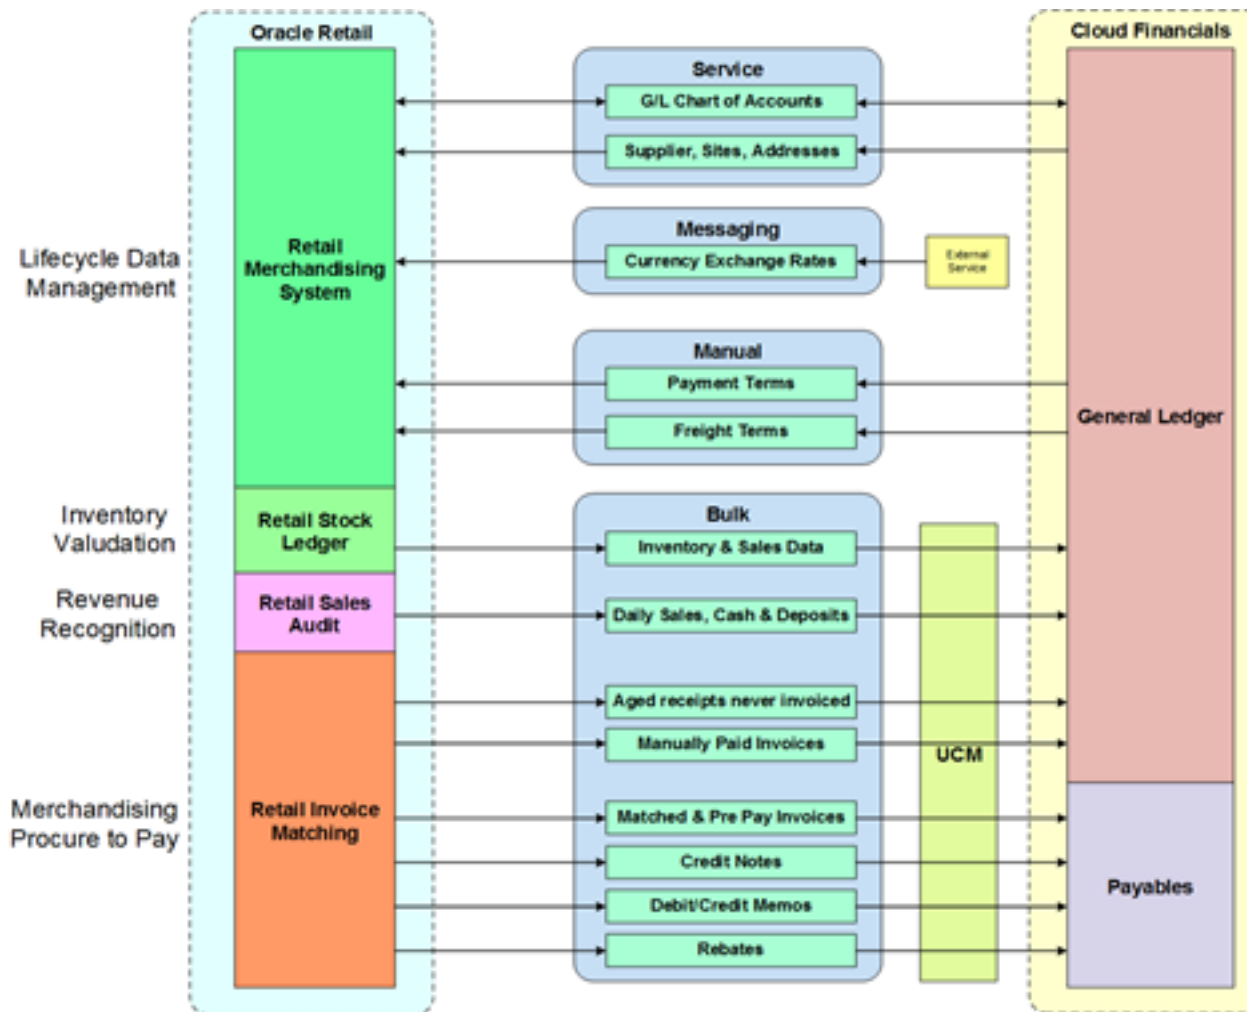 Oracle Retail
Cloud Financials
Service
G/L Chart of Accounts
Supplier, Sites, Addresses
Messaging
Currency Exchange Rates
External
Service
Lifecycle Data
Management
Retail
Merchandising
System
Manual
Payment Terms
Freight Terms
General Ledger
Inventory
Valudation
Retail Stock
Ledger
Bulk
Inventory & Sales Data
Revenue
Recognition
Retail Sales
Audit
Daily Sales, Cash & Deposits
Aged receipts never invoiced
Manually Paid Invoices
UCM
Merchandising
Procure to Pay
Retail Invoice
Matching
Matched & Pre Pay Invoices
Credit Notes
Debit/Credit Memos
Rebates
Payables